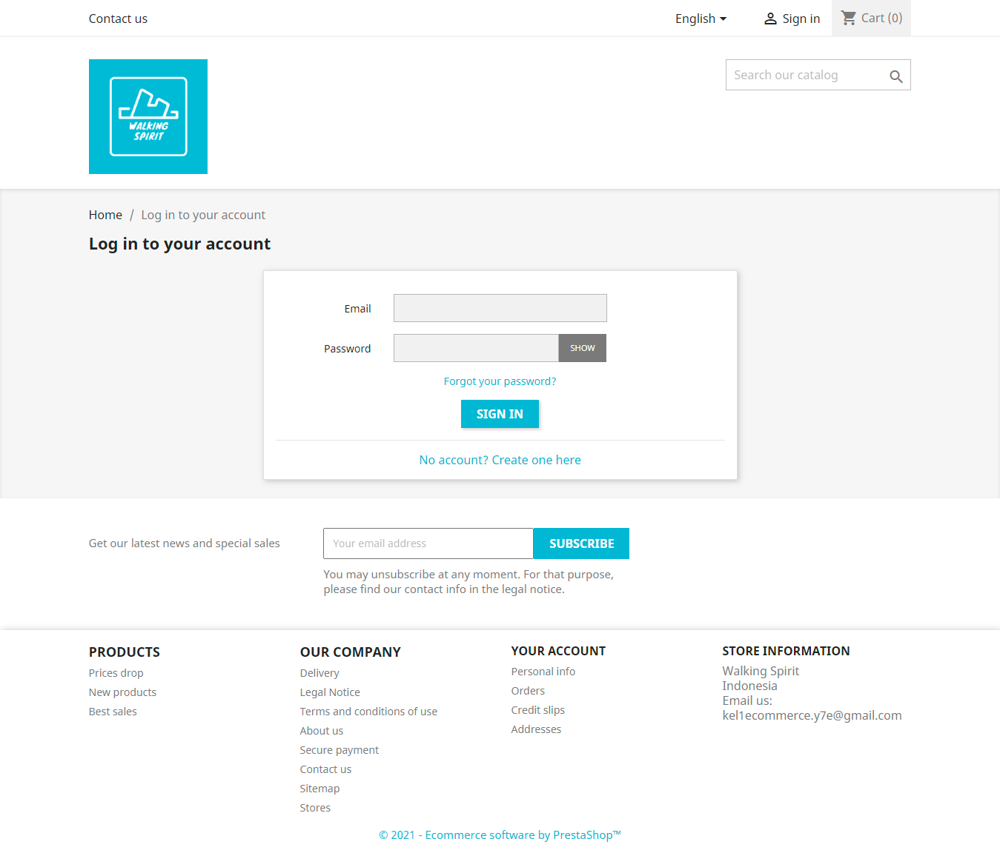 Contact us
English
Sign in
Cart (0)
WALKING
SPIRIT
Search our catalog
Home / Log in to your account
Log in to your account
Email
Password
SHOW
Forgot your password?
SIGN IN
No account? Create one here
Get our latest news and special sales
Your email address
SUBSCRIBE
You may unsubscribe at any moment. For that purpose,
please find our contact info in the legal notice.
PRODUCTS
Prices drop
New products
Best sales
OUR COMPANY
Delivery
Legal Notice
Terms and conditions of use
About us
Secure payment
Contact us
Sitemap
Stores
YOUR ACCOUNT
Personal info
Orders
Credit slips
Addresses
STORE INFORMATION
Walking Spirit
Indonesia
Email us:
kel1ecommerce.y7e@gmail.com
© 2021 - Ecommerce software by PrestaShop™